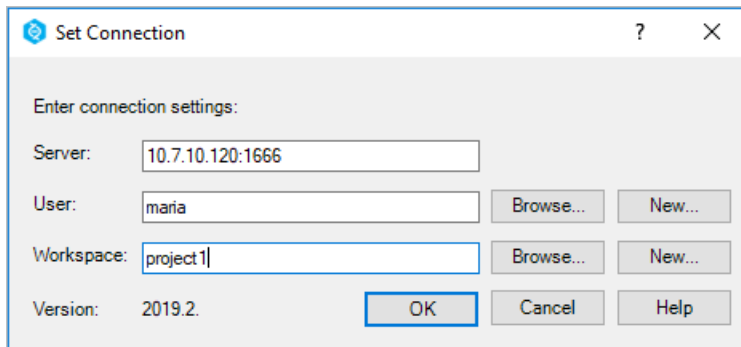 Set Connection ?
Enter connection settings:
Server: 10.7.10.120:1666
User: maria Browse... New...
Workspace: project1 Browse... New...
Version: 2019.2. OK Cancel Help